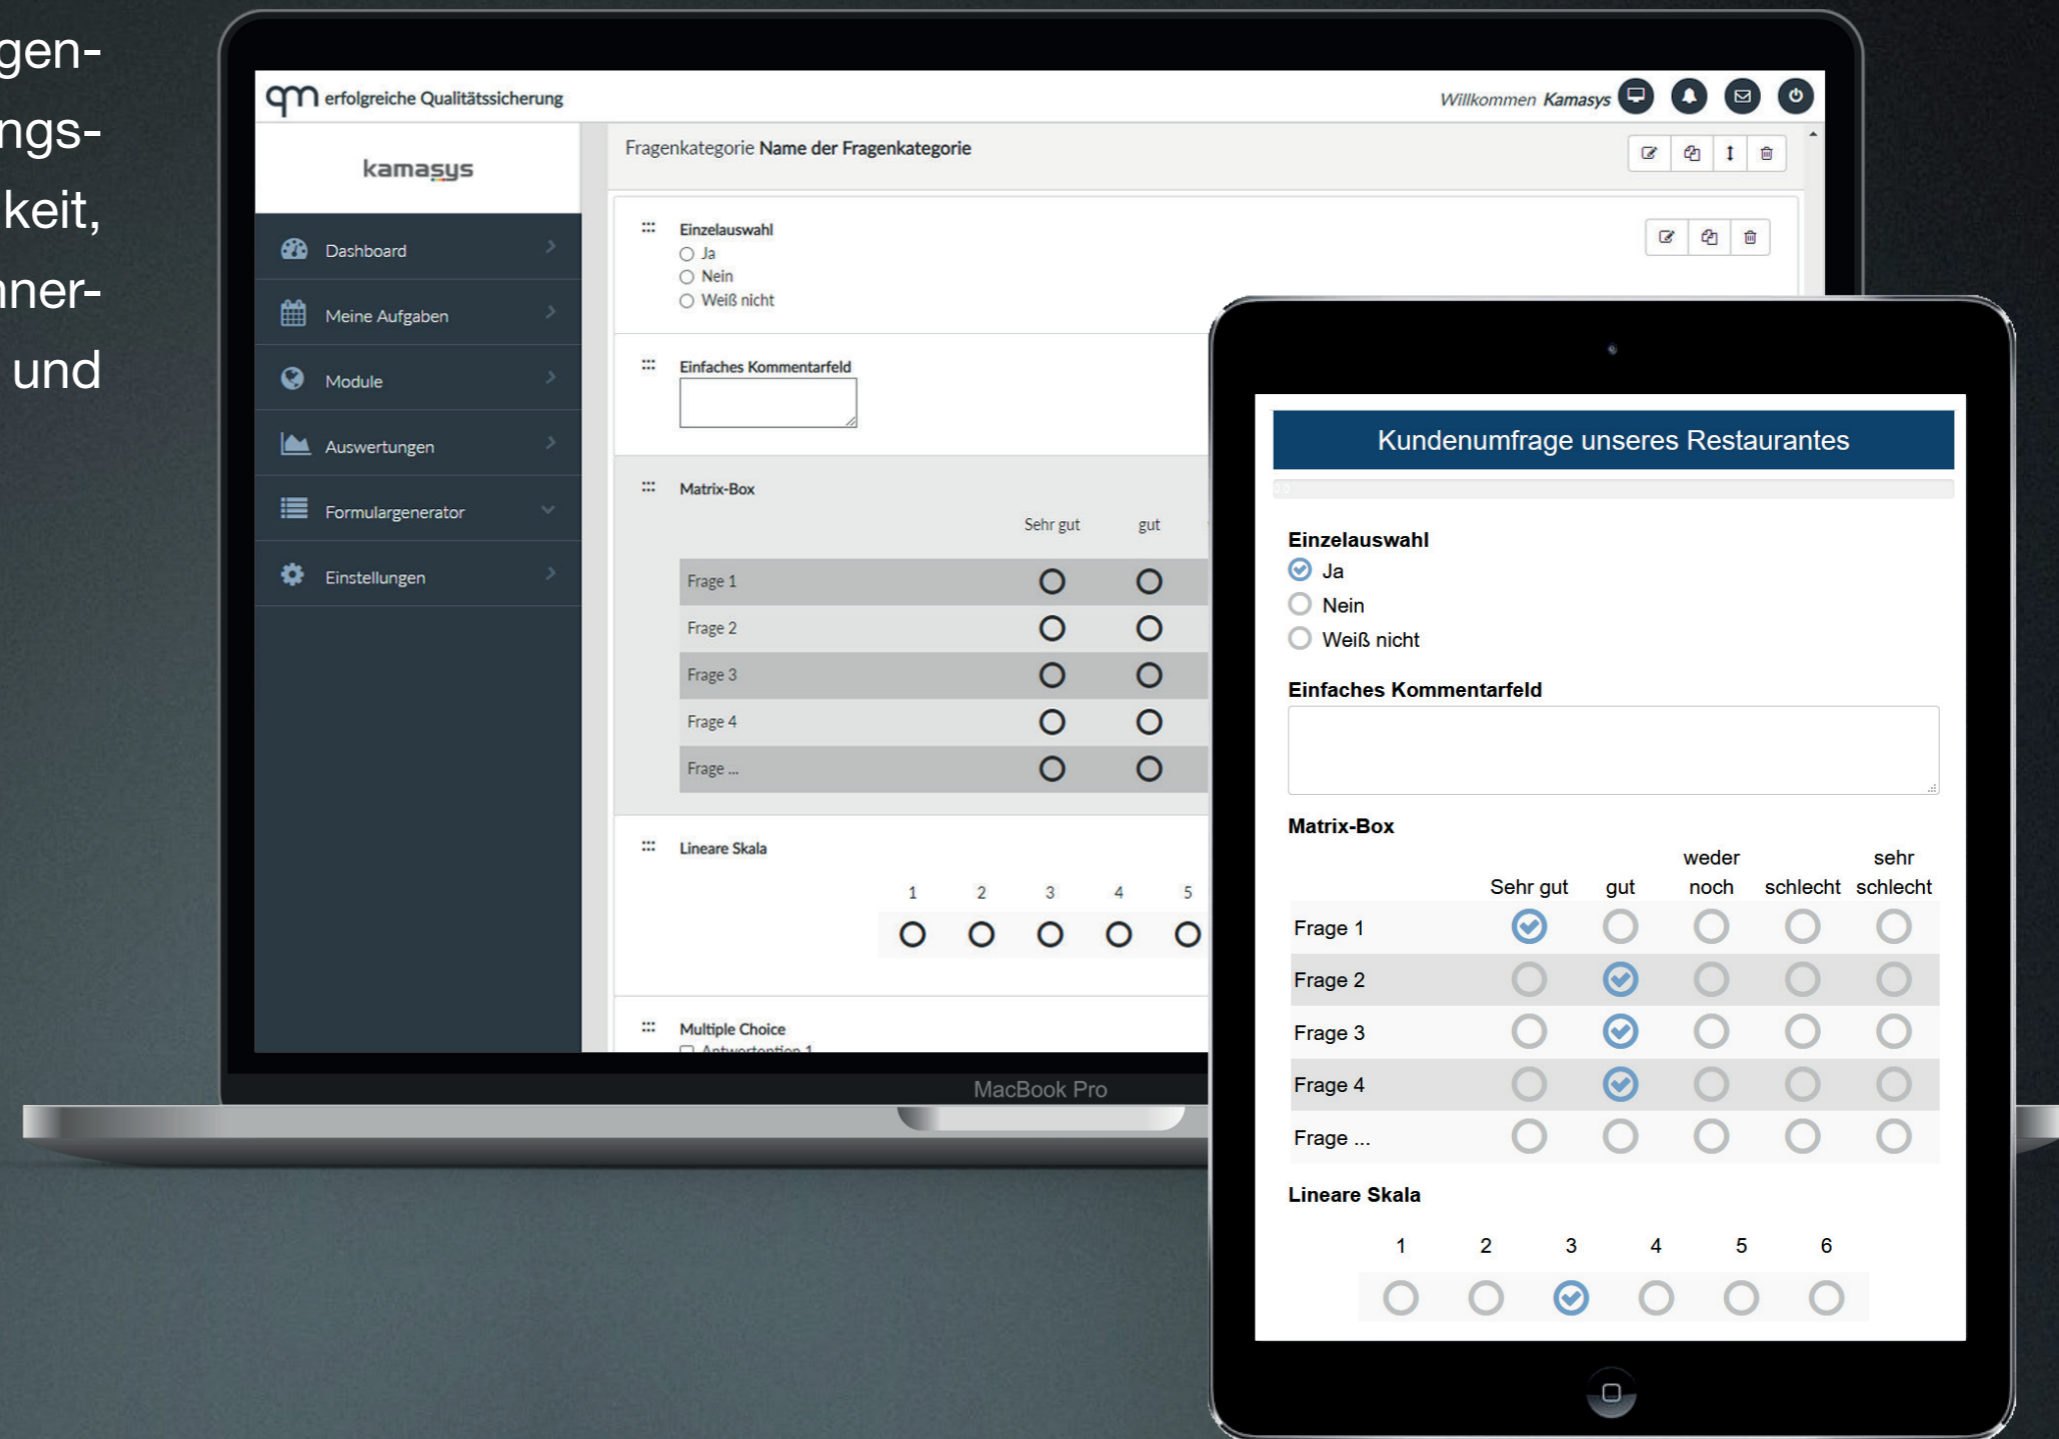 gen-
ngs-
keit,
nner-
und
qm erfolgreiche Qualitätssicherung
Willkommen Kamasys
kamasys
Dashboard
Meine Aufgaben
Module
Auswertungen
Formulargenerator
Einstellungen
Fragenkategorie Name der Fragenkategorie
Einzelauswahl
Ja
Nein
Weiß nicht
Einfaches Kommentarfeld
Matrix-Box
Sehr gut gut
Frage 1
Frage 2
Frage 3
Frage 4
Frage ...
Lineare Skala
1 2 3 4 5
Multiple Choice
Antwortoption 1
MacBook Pro
Kundenumfrage unseres Restaurantes
Einzelauswahl
Ja
Nein
Weiß nicht
Einfaches Kommentarfeld
Matrix-Box
weder sehr
Sehr gut gut noch schlecht schlecht
Frage 1
Frage 2
Frage 3
Frage 4
Frage ...
Lineare Skala
1 2 3 4 5 6